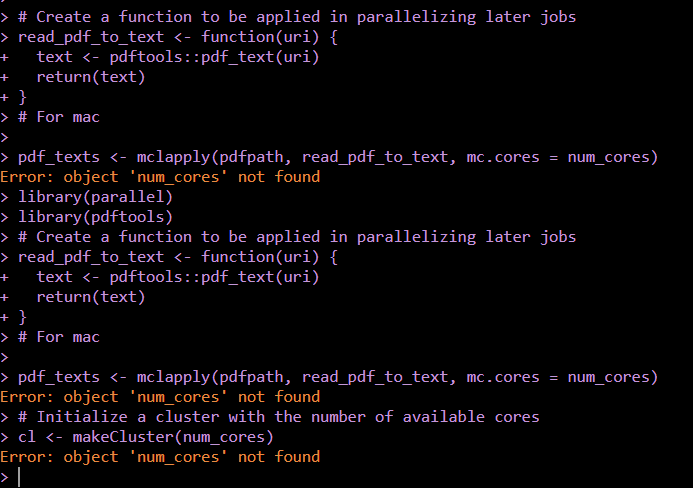 > # Create a function to be applied in parallelizing later jobs
> read_pdf_to_text <- function(uri) {
+   text <- pdftools::pdf_text(uri)
+   return(text)
+ }
> # For mac
>
> pdf_texts <- mclapply(pdfpath, read_pdf_to_text, mc.cores = num_cores)
Error: object 'num_cores' not found
> library(parallel)
> library(pdftools)
> # Create a function to be applied in parallelizing later jobs
> read_pdf_to_text <- function(uri) {
+   text <- pdftools::pdf_text(uri)
+   return(text)
+ }
> # For mac
>
> pdf_texts <- mclapply(pdfpath, read_pdf_to_text, mc.cores = num_cores)
Error: object 'num_cores' not found
> # Initialize a cluster with the number of available cores
> cl <- makeCluster(num_cores)
Error: object 'num_cores' not found
>